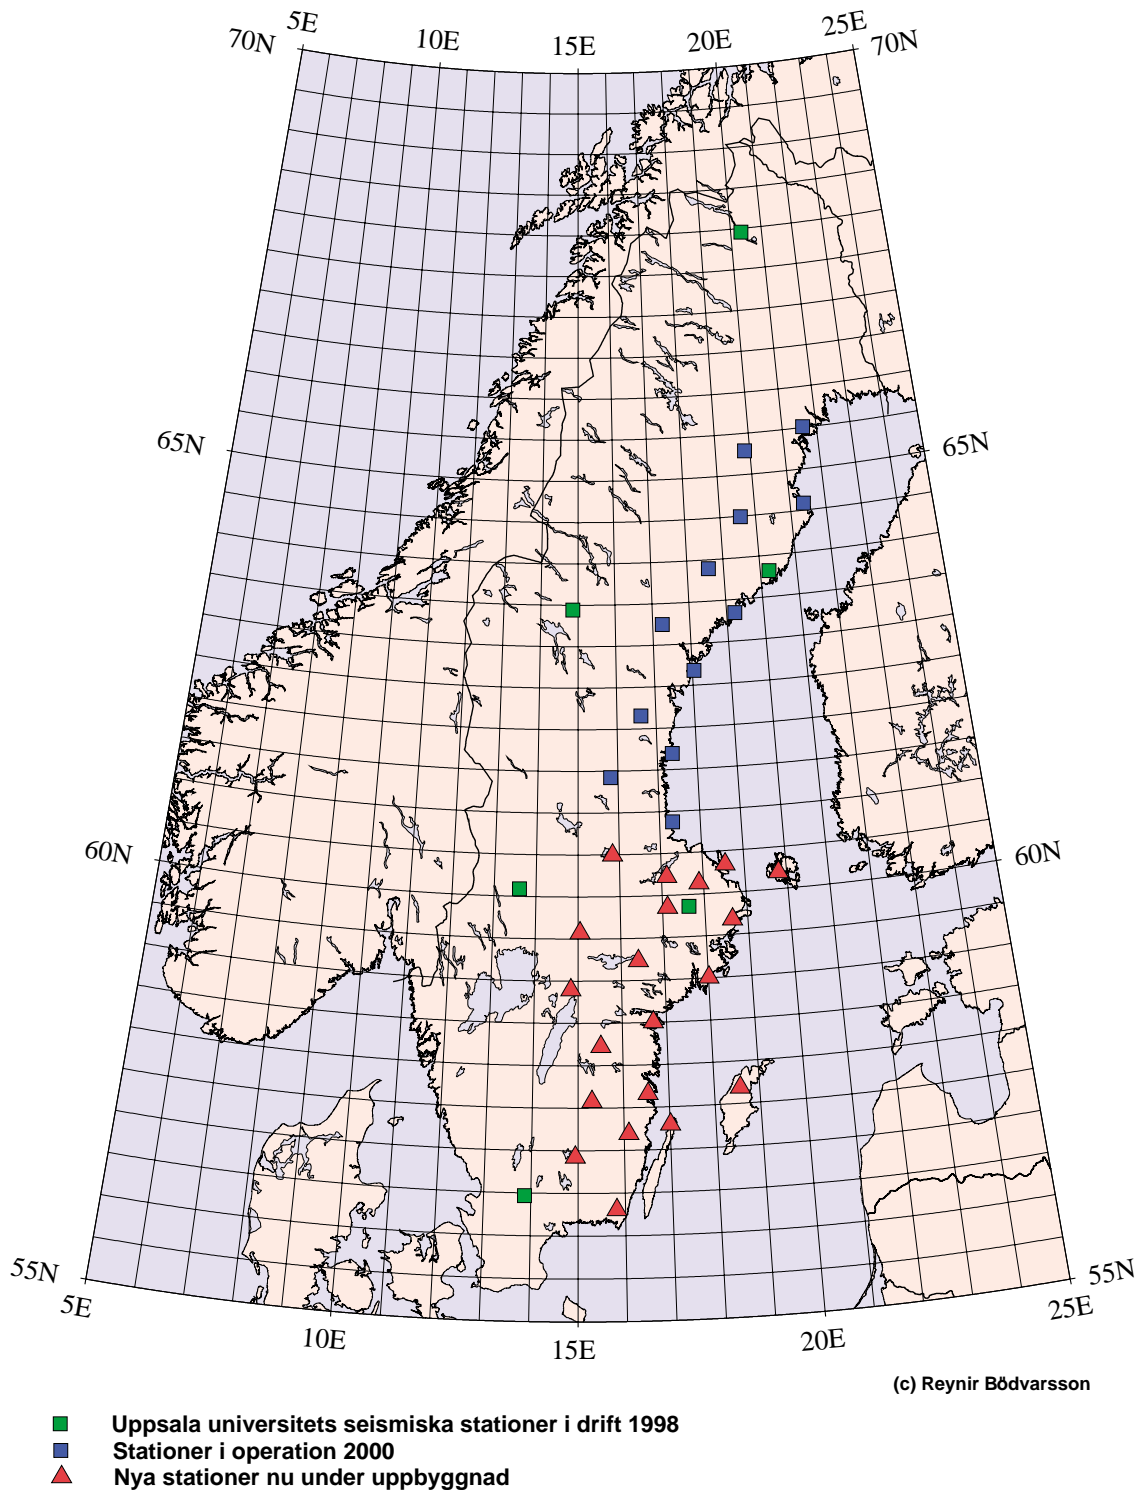 5E
10E
15E
20E
25E
70N
70N
65N
65N
60N
60N
55N
55N
5E
10E
15E
20E
25E
(c) Reynir Bödvarsson
Uppsala universitets seismiska stationer i drift 1998
Stationer i operation 2000
Nya stationer nu under uppbyggnad